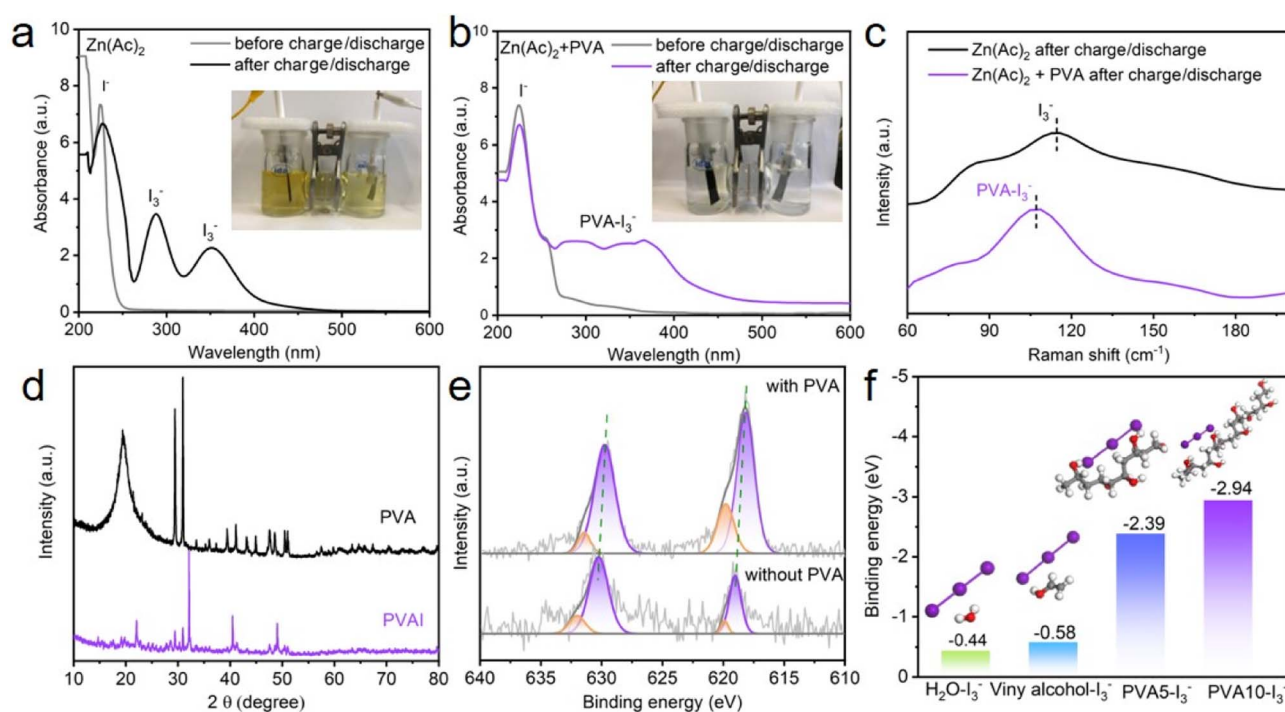 a
Zn(Ac)₂
before charge/discharge
after charge/discharge
I⁻
I₃⁻
I₃⁻
Absorbance (a.u.)
10
8
6
4
2
0
200 300 400 500 600
Wavelength (nm)
b
Zn(Ac)₂+PVA
before charge/discharge
after charge/discharge
I⁻
PVA-I₃⁻
Absorbance (a.u.)
10
8
6
4
2
0
200 300 400 500 600
Wavelength (nm)
c
Zn(Ac)₂ after charge/discharge
Zn(Ac)₂ + PVA after charge/discharge
I₃⁻
PVA-I₃⁻
Intensity (a.u.)
60 90 120 150 180
Raman shift (cm⁻¹)
d
PVA
PVAI
Intensity (a.u.)
10 20 30 40 50 60 70 80
2 θ (degree)
e
with PVA
without PVA
Intensity (a.u.)
640 635 630 625 620 615 610
Binding energy (eV)
f
Binding energy (eV)
-5
-4
-3
-2
-1
0
-0.44
-0.58
-2.39
-2.94
H₂O-I₃⁻ Viny alcohol-I₃⁻ PVA5-I₃⁻ PVA10-I₃⁻